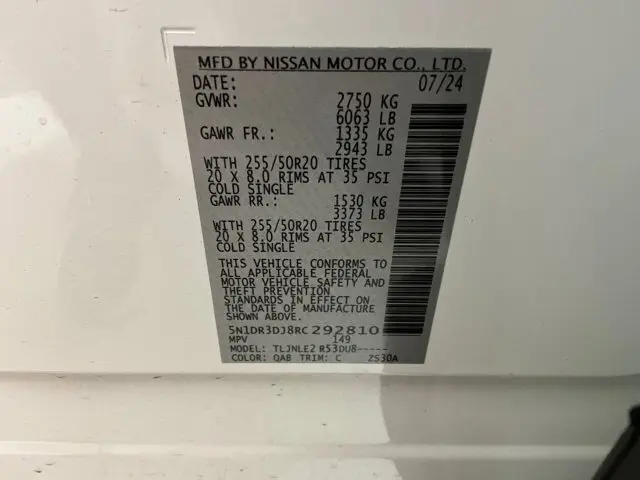 MFD BY NISSAN MOTOR CO., LTD.
DATE: 07/24
GVWR: 2750 KG
6063 LB
GAWR FR.: 1335 KG
2943 LB
WITH 255/50R20 TIRES
20 X 8.0 RIMS AT 35 PSI
COLD SINGLE
GAWR RR.: 1530 KG
3373 LB
WITH 255/50R20 TIRES
20 X 8.0 RIMS AT 35 PSI
COLD SINGLE
THIS VEHICLE CONFORMS TO
ALL APPLICABLE FEDERAL
MOTOR VEHICLE SAFETY AND
THEFT PREVENTION
STANDARDS IN EFFECT ON
THE DATE OF MANUFACTURE
SHOWN ABOVE.
5N1DR3DJ8RC292810
MPV 149
MODEL: TLJNLE2 R53DU8-----
COLOR: QAB TRIM: C ZS30A